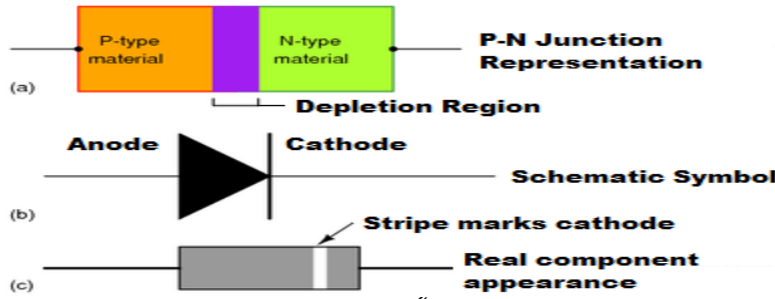 P-type material
N-type material
P-N Junction Representation
(a)
Depletion Region
Anode
Cathode
Schematic Symbol
(b)
Stripe marks cathode
Real component appearance
(c)